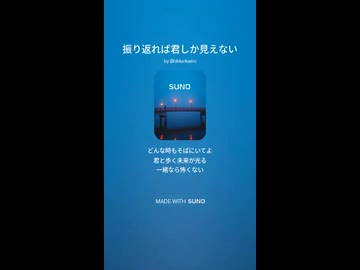 振り返れば君しか見えない
SUNO
どんな時もそばにいてよ
君と歩く未来が光る
一緒なら怖くない
MADE WITH SUNO